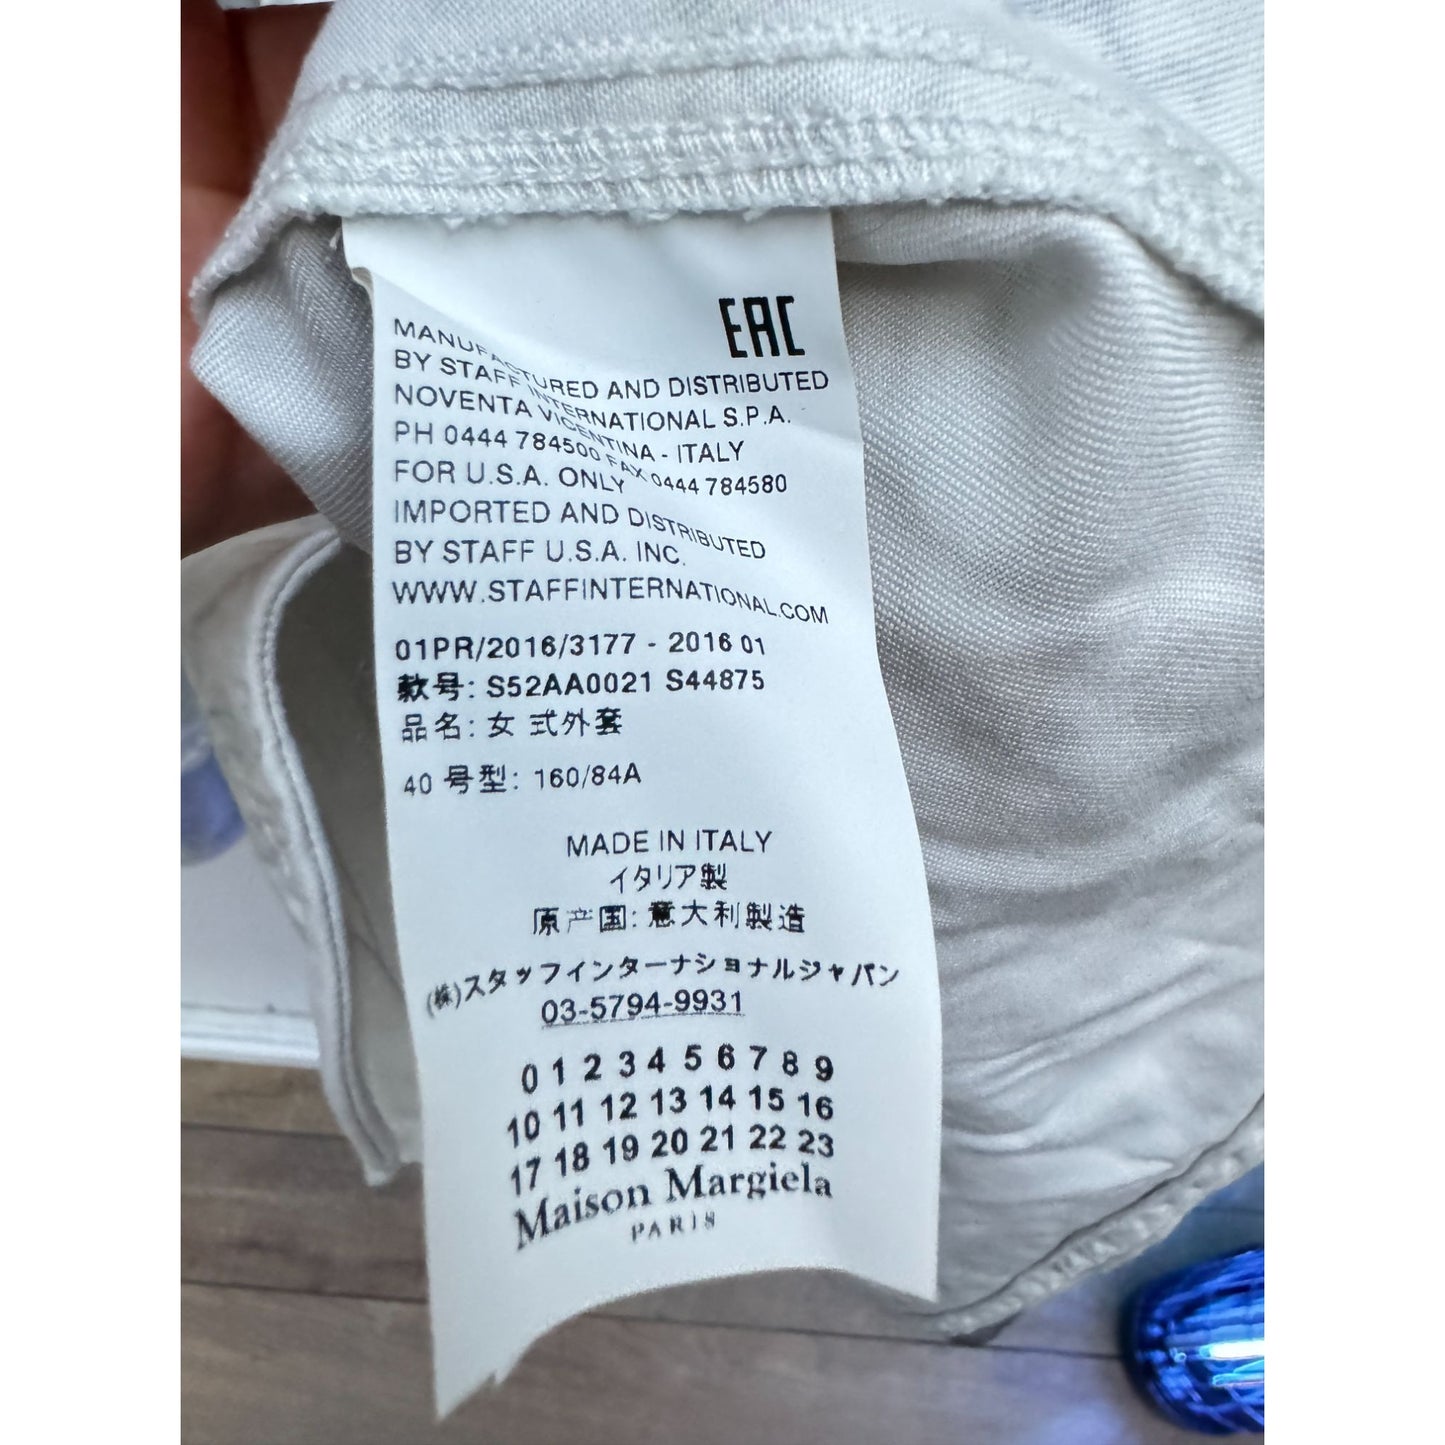 EAC
MANUFACTURED AND DISTRIBUTED
BY STAFF INTERNATIONAL S.P.A.
NOVENTA VICENTINA - ITALY
PH 0444 784500 FAX 0444 784580
FOR U.S.A. ONLY
IMPORTED AND DISTRIBUTED
BY STAFF U.S.A. INC.
WWW.STAFFINTERNATIONAL.COM
01PR/2016/3177 - 2016 01
款号: S52AA0021 S44875
品名: 女 式外套
40 号型: 160/84A
MADE IN ITALY
イタリア製
原产国: 意大利製造
(株)スタッフインターナショナルジャパン
03-5794-9931
0 1 2 3 4 5 6 7 8 9
10 11 12 13 14 15 16
17 18 19 20 21 22 23
Maison Margiela
PARIS